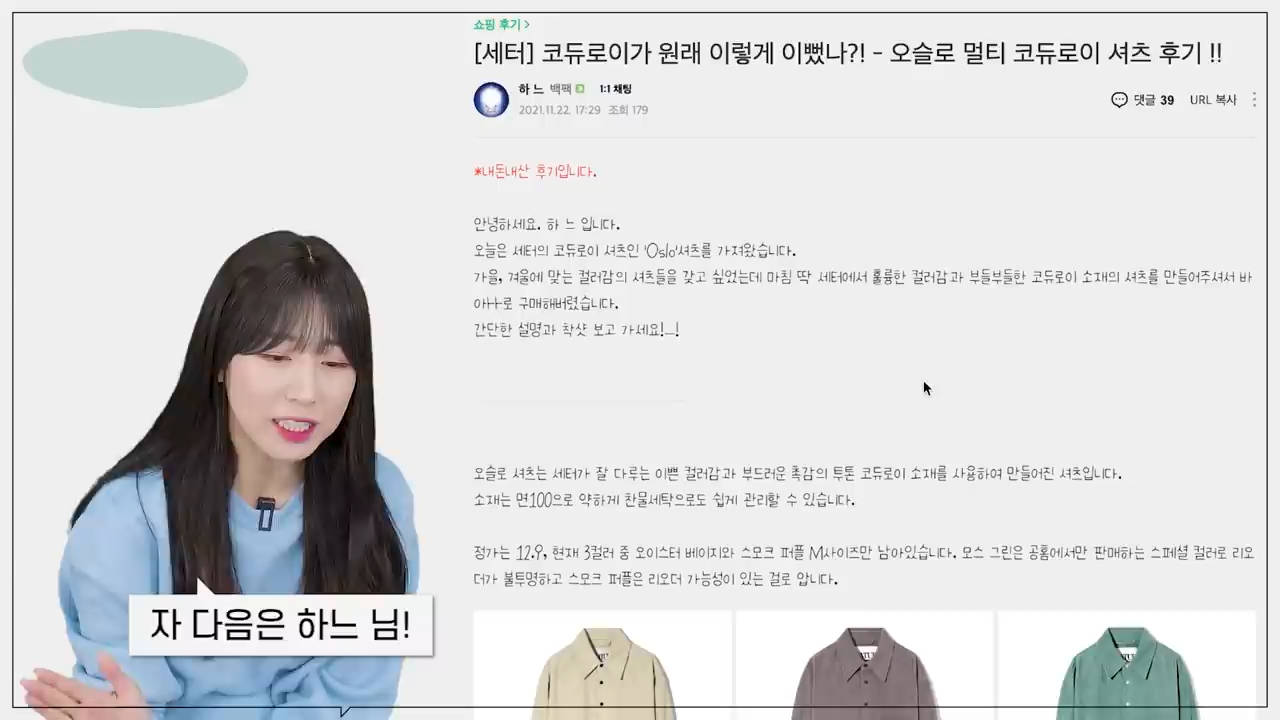 쇼핑 후기 >
[세터] 코듀로이가 원래 이렇게 이뻤나?! - 오슬로 멀티 코듀로이 셔츠 후기 !!
하 느 백팩 1:1 채팅
2021.11.22. 17:29 조회 179
댓글 39 URL 복사
*내돈내산 후기입니다.
안녕하세요. 하 느 입니다.
오늘은 세터의 코듀로이 셔츠인 'Oslo'셔츠를 가져왔습니다.
가을, 겨울에 맞는 컬러감의 셔츠들을 갖고 싶었는데 마침 딱 세터에서 훌륭한 컬러감과 부들부들한 코듀로이 소재의 셔츠를 만들어주셔서 바
아ㅏ로 구매해버렸습니다.
간단한 설명과 착샷 보고 가세요!__!
오슬로 셔츠는 세터가 잘 다루는 이쁜 컬러감과 부드러운 촉감의 투톤 코듀로이 소재를 사용하여 만들어진 셔츠입니다.
소재는 면100으로 약하게 찬물세탁으로도 쉽게 관리할 수 있습니다.
정가는 12.9, 현재 3컬러 중 오이스터 베이지와 스모크 퍼플 M사이즈만 남아있습니다. 모스 그린은 공홈에서만 판매하는 스페셜 컬러로 리오
더가 불투명하고 스모크 퍼플은 리오더 가능성이 있는 걸로 압니다.
자 다음은 하느 님!